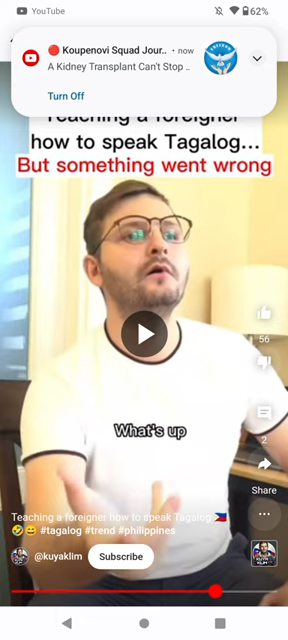 YouTube
62%
🔴 Koupenovi Squad Jour.. • now
A Kidney Transplant Can't Stop ..
Turn Off
Teaching a foreigner
how to speak Tagalog...
But something went wrong
56
What's up
2
Share
Teaching a foreigner how to speak Tagalog 🇵🇭
🤣😄 #tagalog #trend #philippines
@kuyaklim
Subscribe